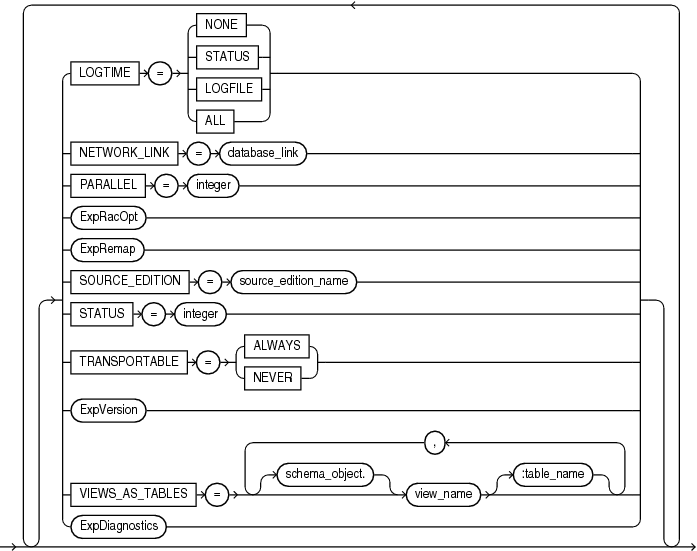 NONE
STATUS
LOGTIME = LOGFILE
ALL
NETWORK_LINK = database_link
PARALLEL = integer
ExpRacOpt
ExpRemap
SOURCE_EDITION = source_edition_name
STATUS = integer
TRANSPORTABLE = ALWAYS
NEVER
ExpVersion
,
schema_object. :table_name
VIEWS_AS_TABLES = view_name
ExpDiagnostics